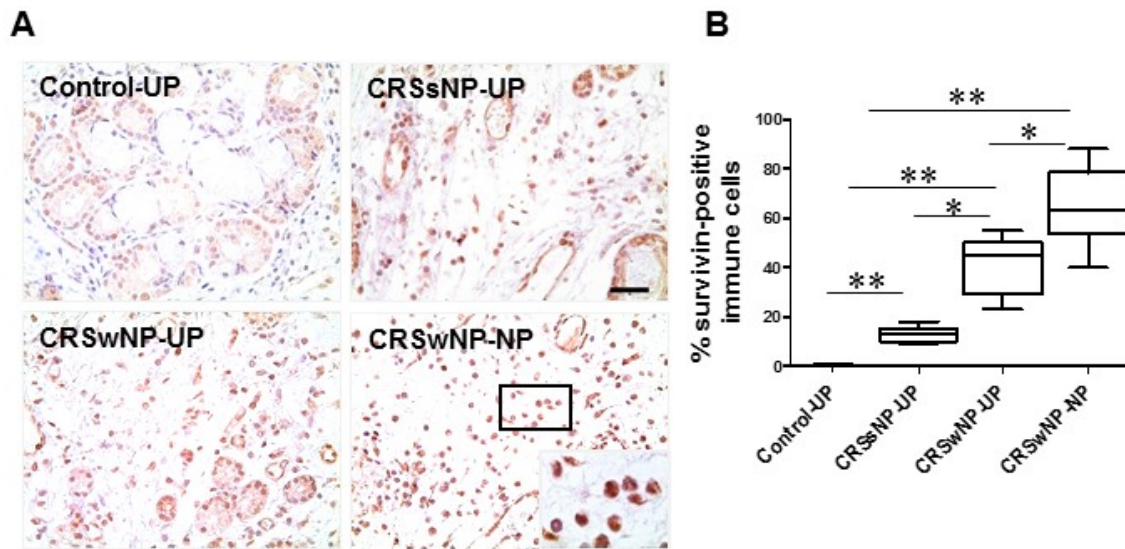 A
Control-UP
CRSsNP-UP
CRSwNP-UP
CRSwNP-NP
B
% survivin-positive
immune cells
100
80
60
40
20
0
**
*
**
*
**
Control-UP
CRSsNP-UP
CRSwNP-UP
CRSwNP-NP